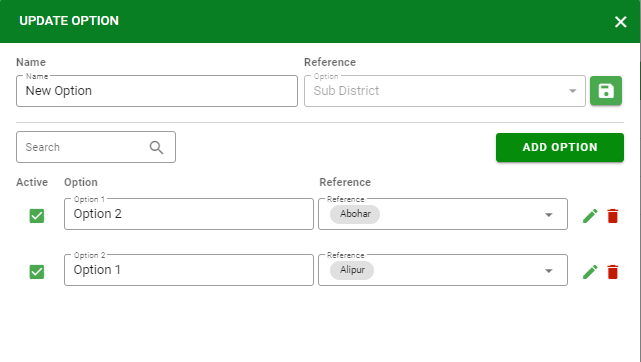 UPDATE OPTION
Name Reference
Name Option
New Option Sub District
Search ADD OPTION
Active Option Reference
Option 1 Reference
Option 2 Abohar
Option 2 Reference
Option 1 Alipur